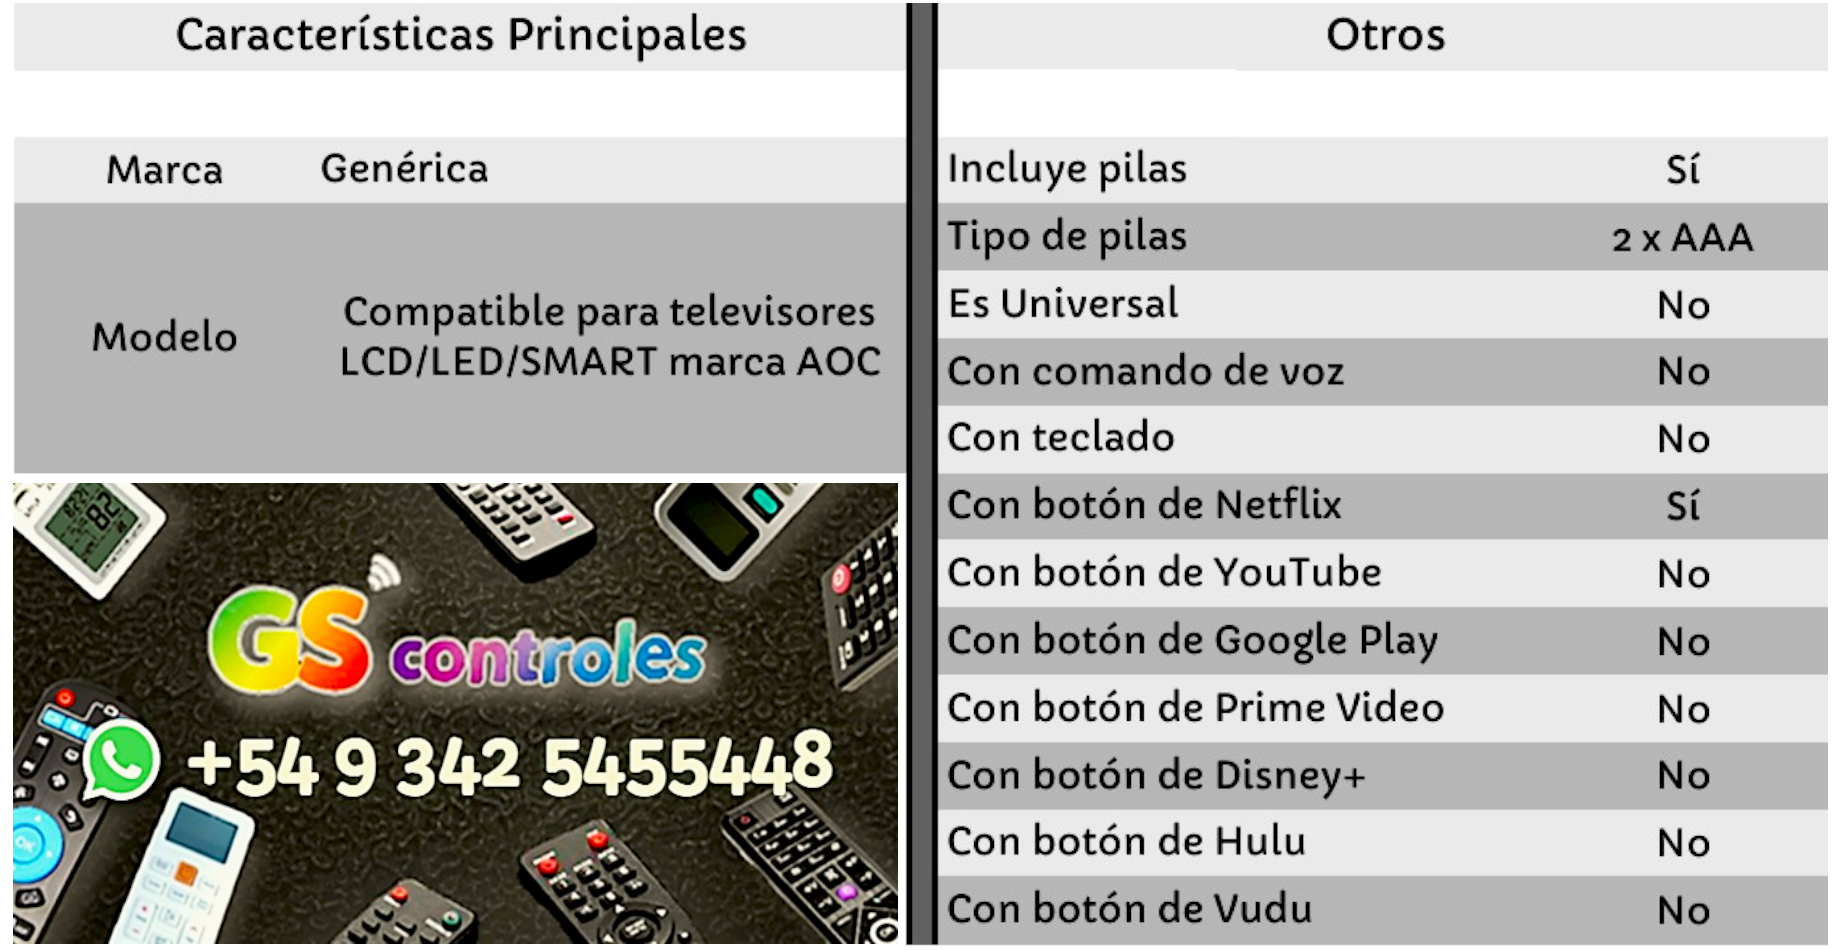 Características Principales
Marca Genérica
Modelo
Compatible para televisores
LCD/LED/SMART marca AOC
GS controles
+54 9 342 5455448
Otros
Incluye pilas Sí
Tipo de pilas 2 x AAA
Es Universal No
Con comando de voz No
Con teclado No
Con botón de Netflix Sí
Con botón de YouTube No
Con botón de Google Play No
Con botón de Prime Video No
Con botón de Disney+ No
Con botón de Hulu No
Con botón de Vudu No